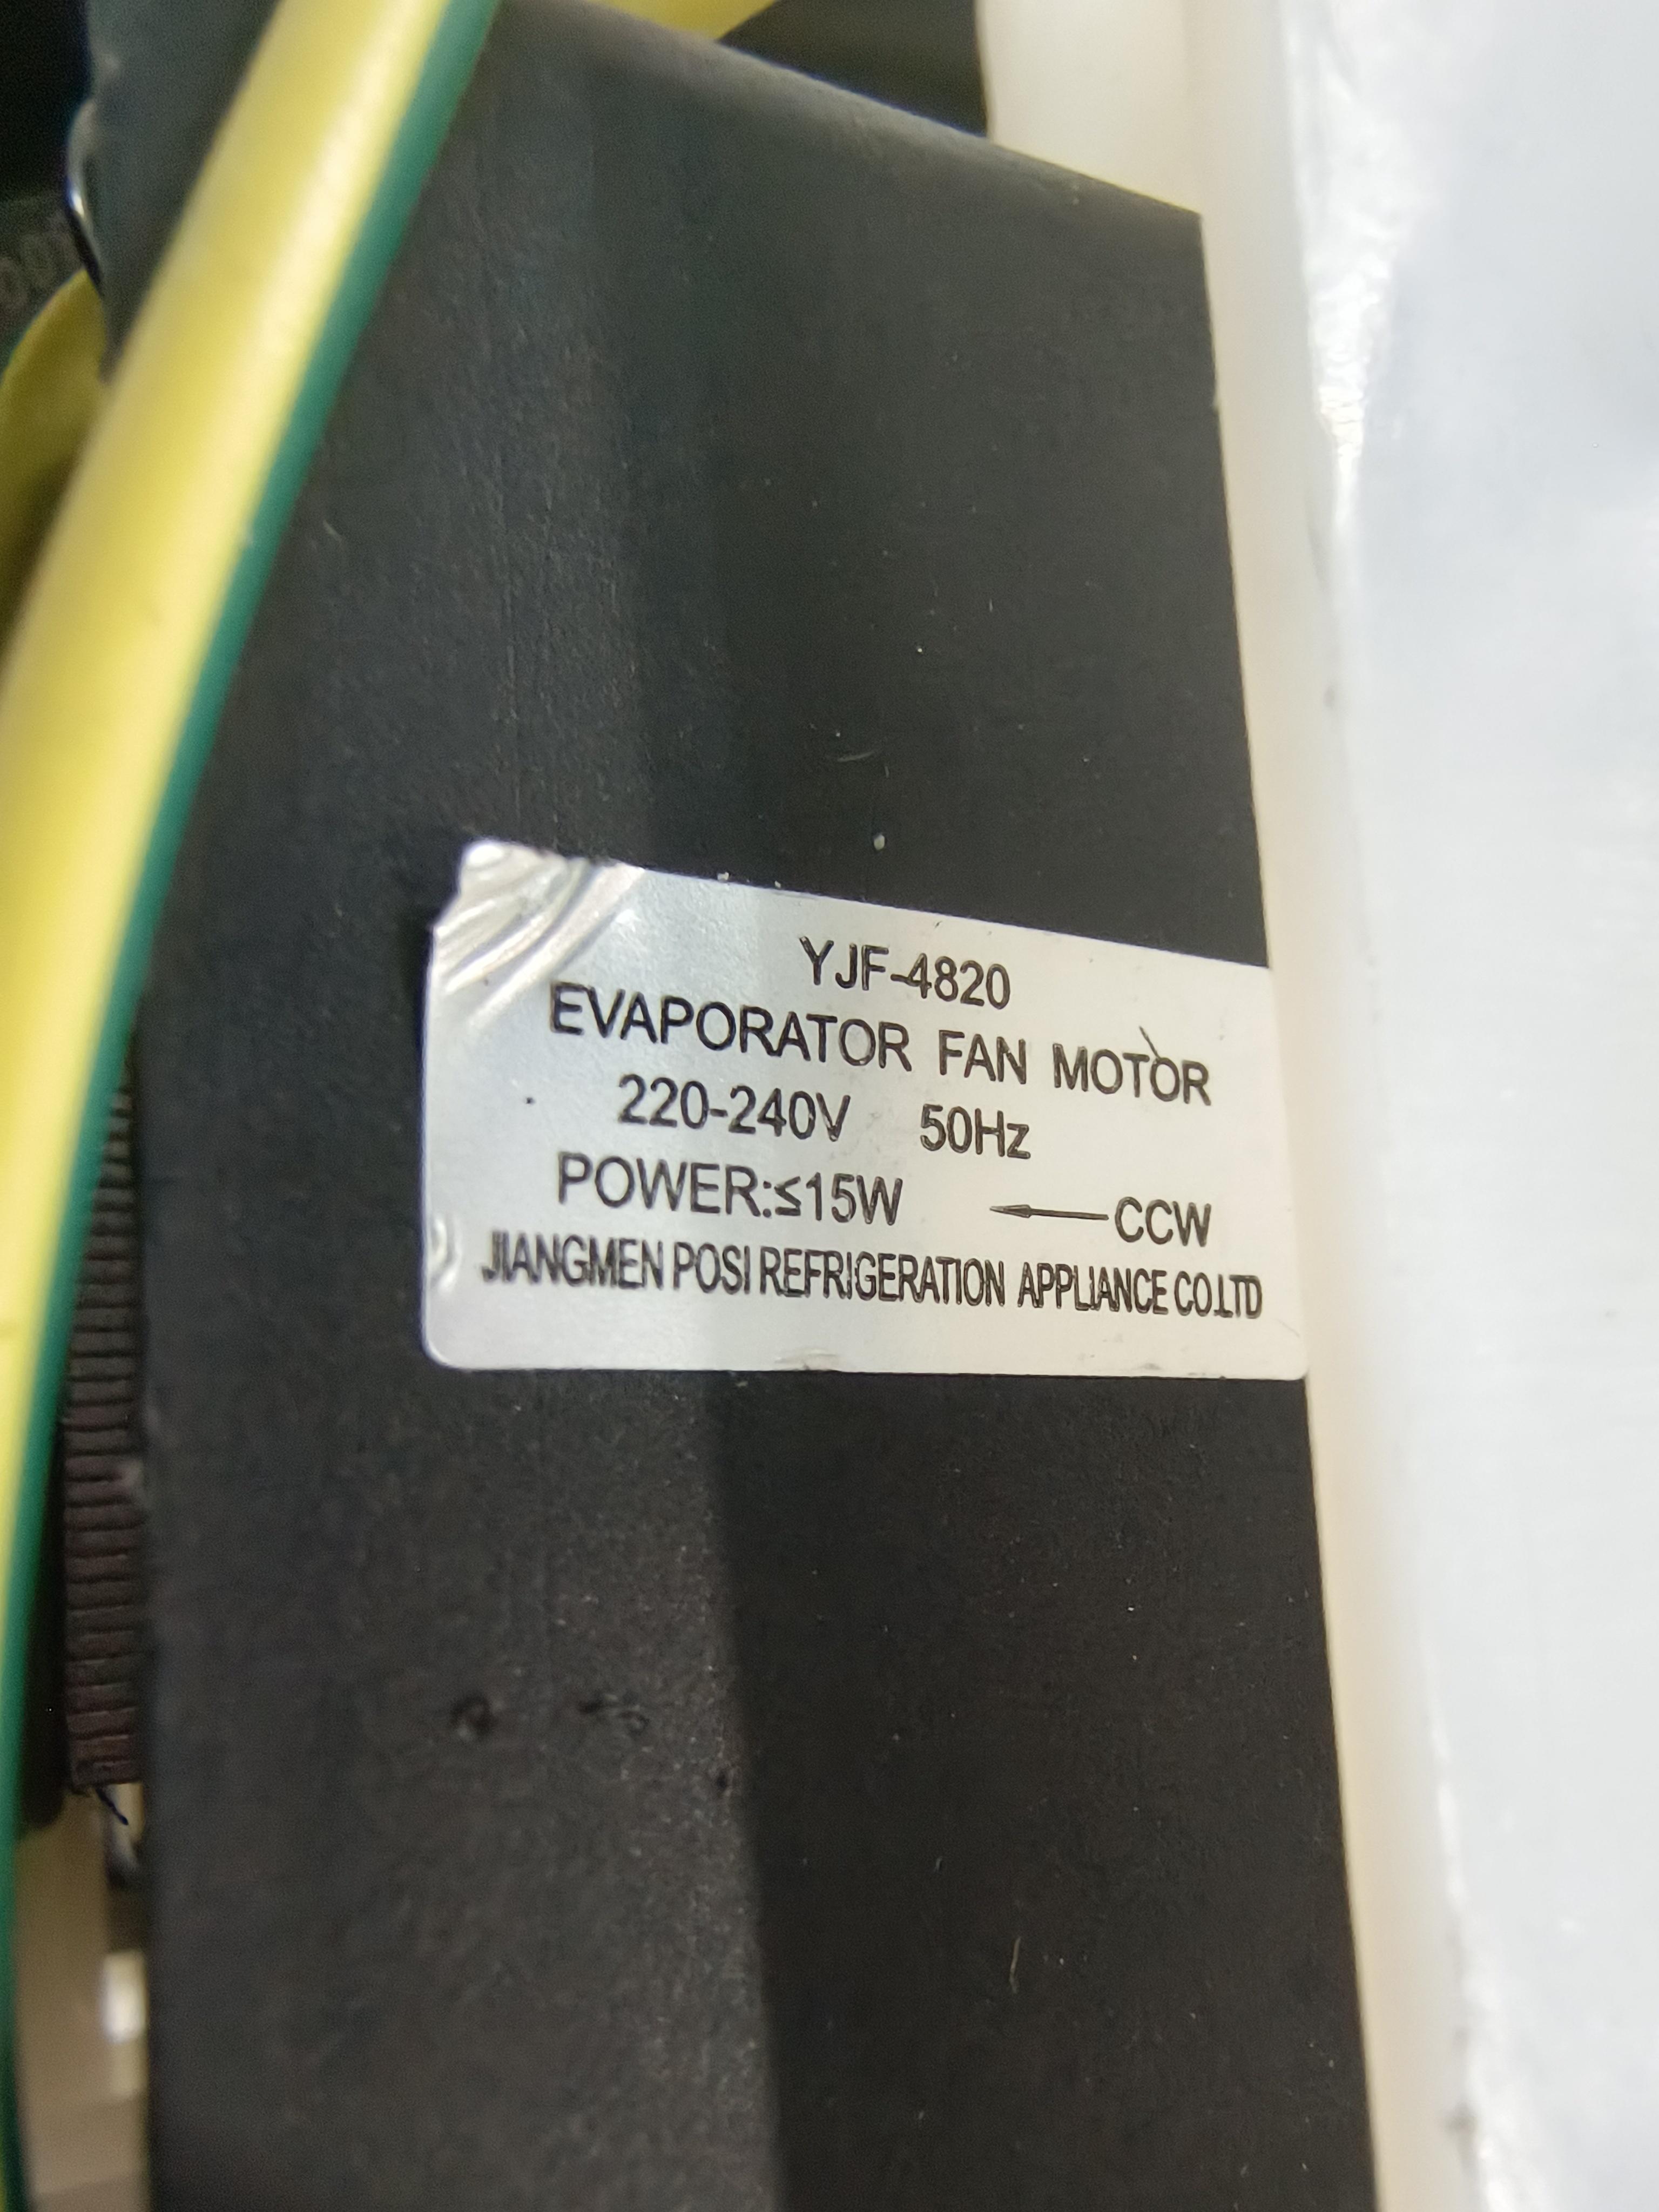 YJF-4820
EVAPORATOR FAN MOTOR
220-240V 50Hz
POWER:≤15W ←CCW
JIANGMEN POSI REFRIGERATION APPLIANCE CO.LTD